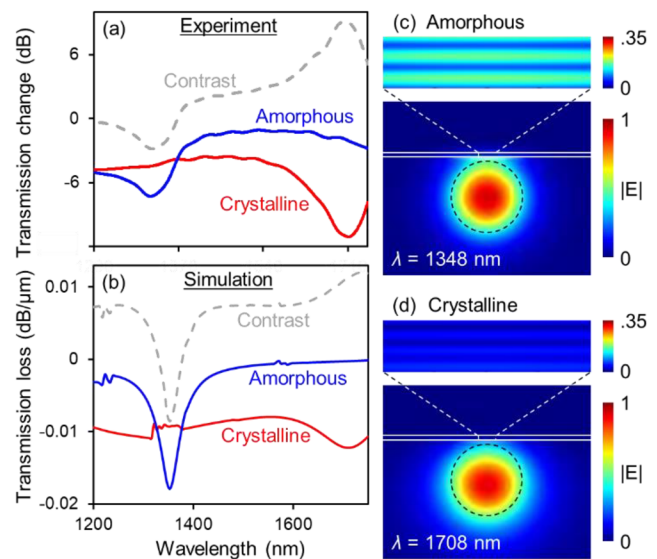 (a) Experiment
Transmission change (dB)
6
0
-6
Contrast
Amorphous
Crystalline
(b) Simulation
Transmission loss (dB/µm)
0.01
0
-0.01
-0.02
Contrast
Amorphous
Crystalline
1200 1400 1600
Wavelength (nm)
(c) Amorphous
.35
0
1
|E|
0
λ = 1348 nm
(d) Crystalline
.35
0
1
|E|
0
λ = 1708 nm